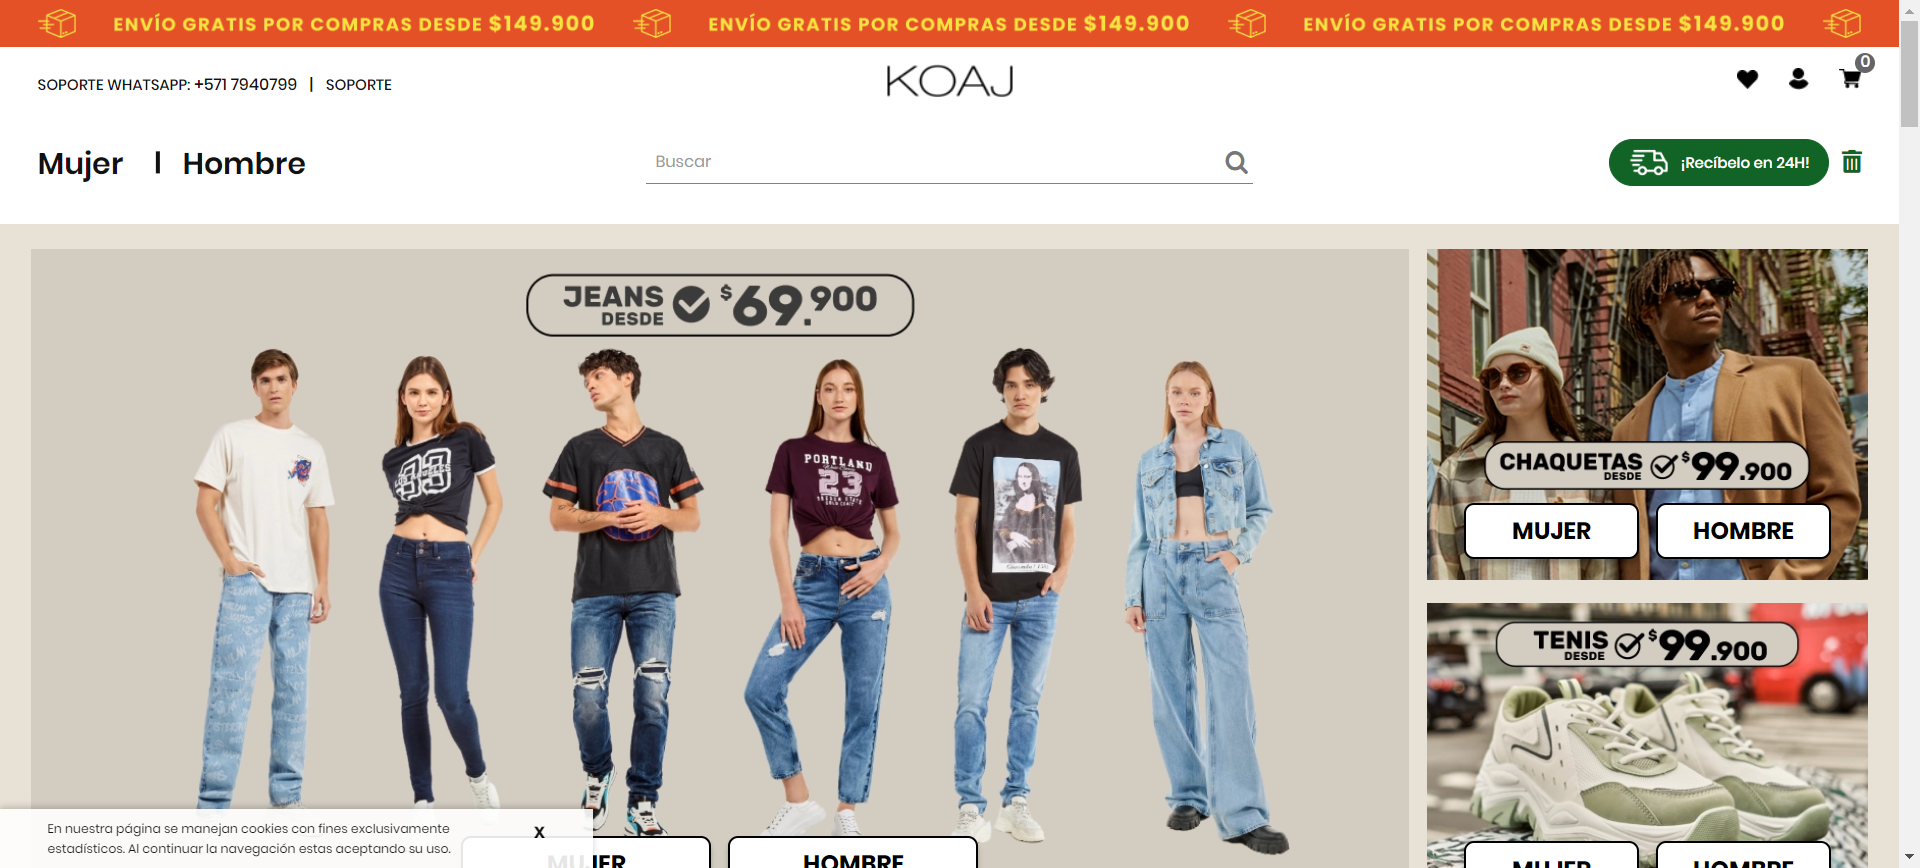 ENVÍO GRATIS POR COMPRAS DESDE $149.900
ENVÍO GRATIS POR COMPRAS DESDE $149.900
ENVÍO GRATIS POR COMPRAS DESDE $149.900
SOPORTE WHATSAPP: +571 7940799 | SOPORTE
KOAJ
0
Mujer | Hombre
Buscar
¡Recíbelo en 24H!
JEANS
DESDE
$69.900
PORTLAND
23
CHAQUETAS
DESDE
$99.900
MUJER
HOMBRE
TENIS
DESDE
$99.900
MUJER
HOMBRE
En nuestra página se manejan cookies con fines exclusivamente
estadísticos. Al continuar la navegación estas aceptando su uso.
X
MUJER
HOMBRE